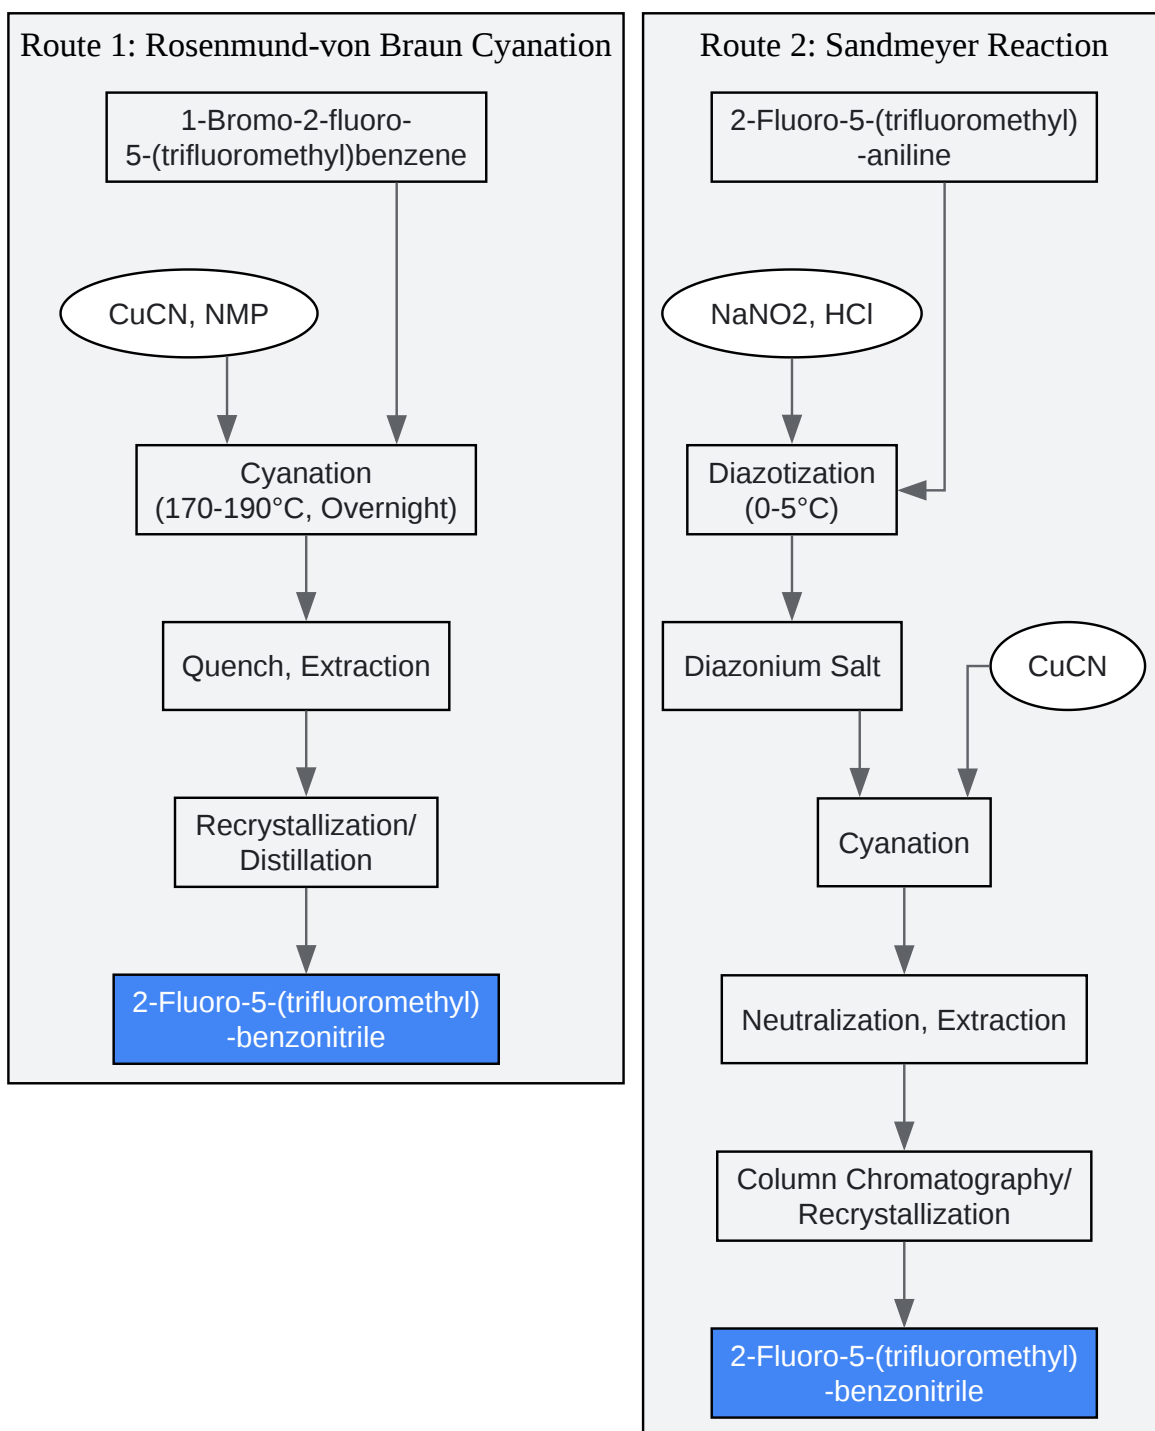 Route 1: Rosenmund-von Braun Cyanation
1-Bromo-2-fluoro-
5-(trifluoromethyl)benzene
CuCN, NMP
Cyanation
(170-190°C, Overnight)
Quench, Extraction
Recrystallization/
Distillation
2-Fluoro-5-(trifluoromethyl)
-benzonitrile
Route 2: Sandmeyer Reaction
2-Fluoro-5-(trifluoromethyl)
-aniline
NaNO2, HCl
Diazotization
(0-5°C)
Diazonium Salt
CuCN
Cyanation
Neutralization, Extraction
Column Chromatography/
Recrystallization
2-Fluoro-5-(trifluoromethyl)
-benzonitrile